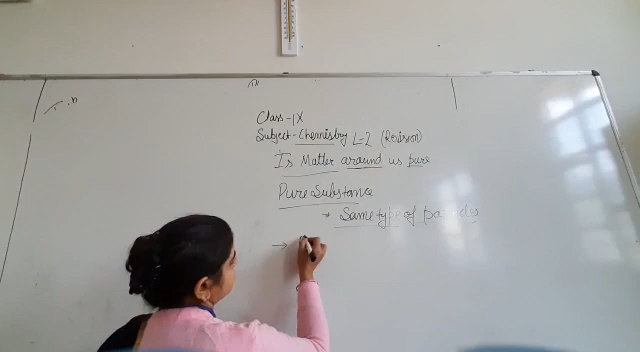 Class-IX
Subject-Chemistry L-2 (Revision)
Is Matter around us pure
Pure Substance
→ Same type of particles
→